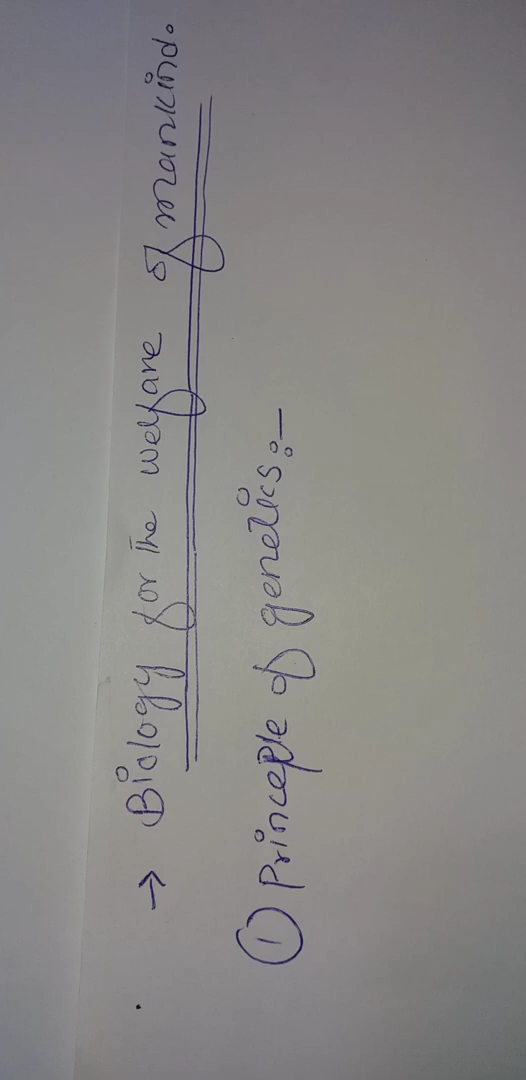 → Biology for the welfare of mankind.
① Princeple of genetics:-